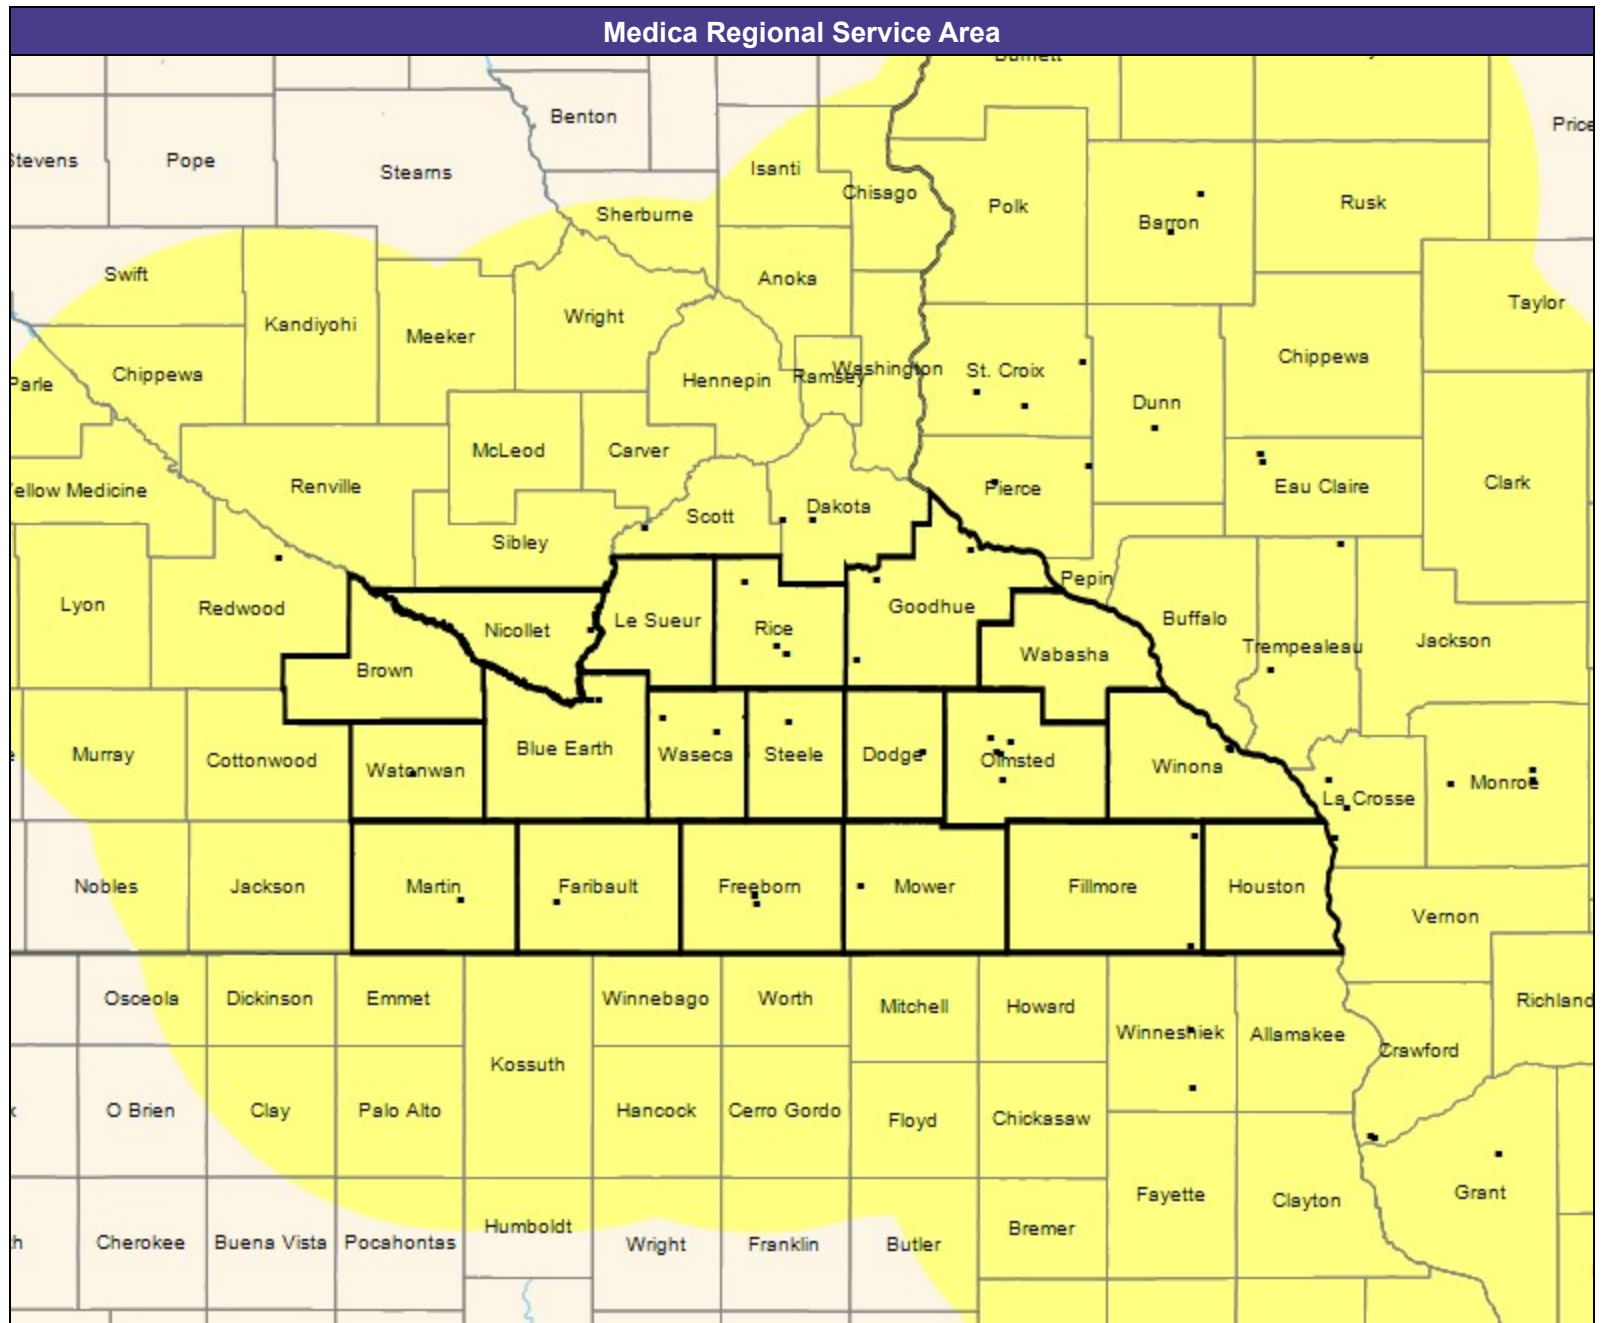 Medica Regional Service Area
Benton
Price
Stevens
Pope
Stearns
Isanti
Chisago
Polk
Barron
Rusk
Sherburne
Swift
Anoka
Taylor
Kandiyohi
Wright
Meeker
Chippewa
Parle
Chippewa
Hennepin
Ramsey
Washington
St. Croix
Dunn
McLeod
Carver
Clark
Yellow Medicine
Renville
Scott
Dakota
Pierce
Eau Claire
Sibley
Pepin
Lyon
Redwood
Nicollet
Le Sueur
Rice
Goodhue
Buffalo
Trempealeau
Jackson
Brown
Wabasha
Murray
Cottonwood
Watonwan
Blue Earth
Waseca
Steele
Dodge
Olmsted
Winona
La Crosse
Monroe
Nobles
Jackson
Martin
Faribault
Freeborn
Mower
Fillmore
Houston
Vernon
Osceola
Dickinson
Emmet
Winnebago
Worth
Mitchell
Howard
Richland
Winneshiek
Allamakee
Crawford
Kossuth
O Brien
Clay
Palo Alto
Hancock
Cerro Gordo
Floyd
Chickasaw
Fayette
Clayton
Grant
Cherokee
Buena Vista
Pocahontas
Humboldt
Wright
Franklin
Butler
Bremer